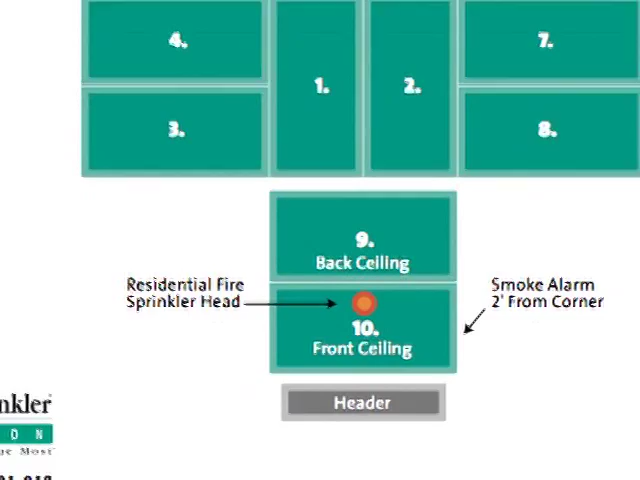 4.
7.
1.
2.
3.
8.
9.
Back Ceiling
Residential Fire
Sprinkler Head
Smoke Alarm
2' From Corner
10.
Front Ceiling
Header